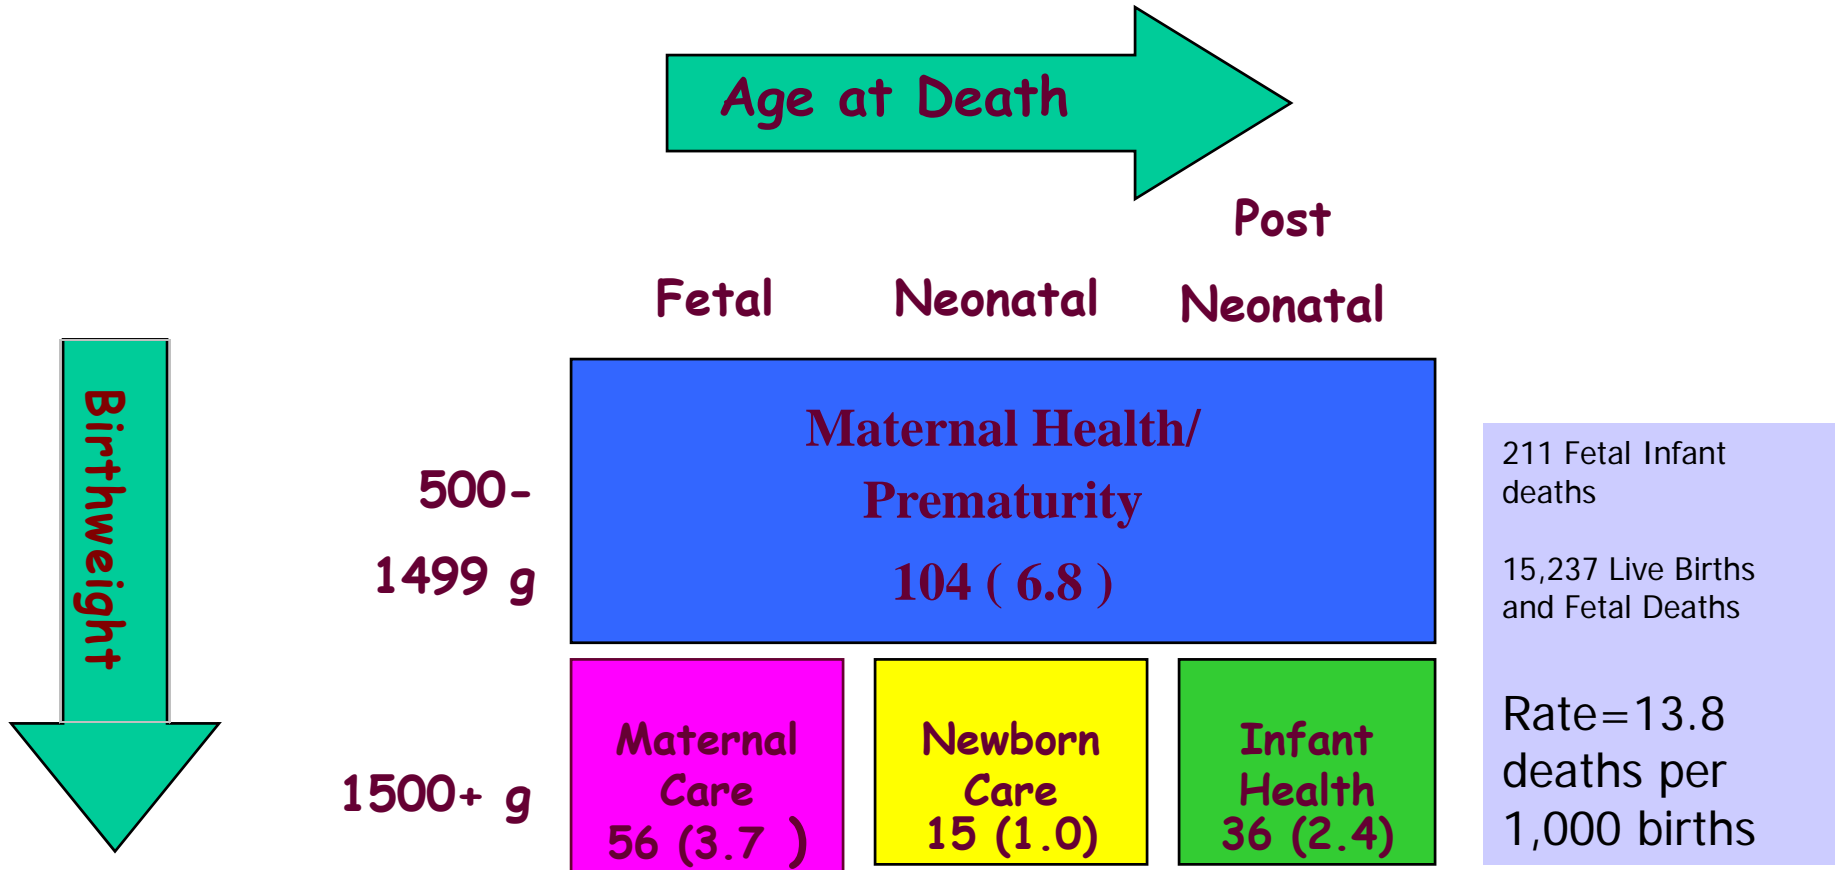 Age at Death
Post
Fetal Neonatal Neonatal
Birthweight
Maternal Health/
500- Prematurity
1499 g 104 ( 6.8 )
211 Fetal Infant
deaths
15,237 Live Births
and Fetal Deaths
Maternal Newborn Infant
1500+ g Care Care Health
56 (3.7 ) 15 (1.0) 36 (2.4)
Rate=13.8
deaths per
1,000 births